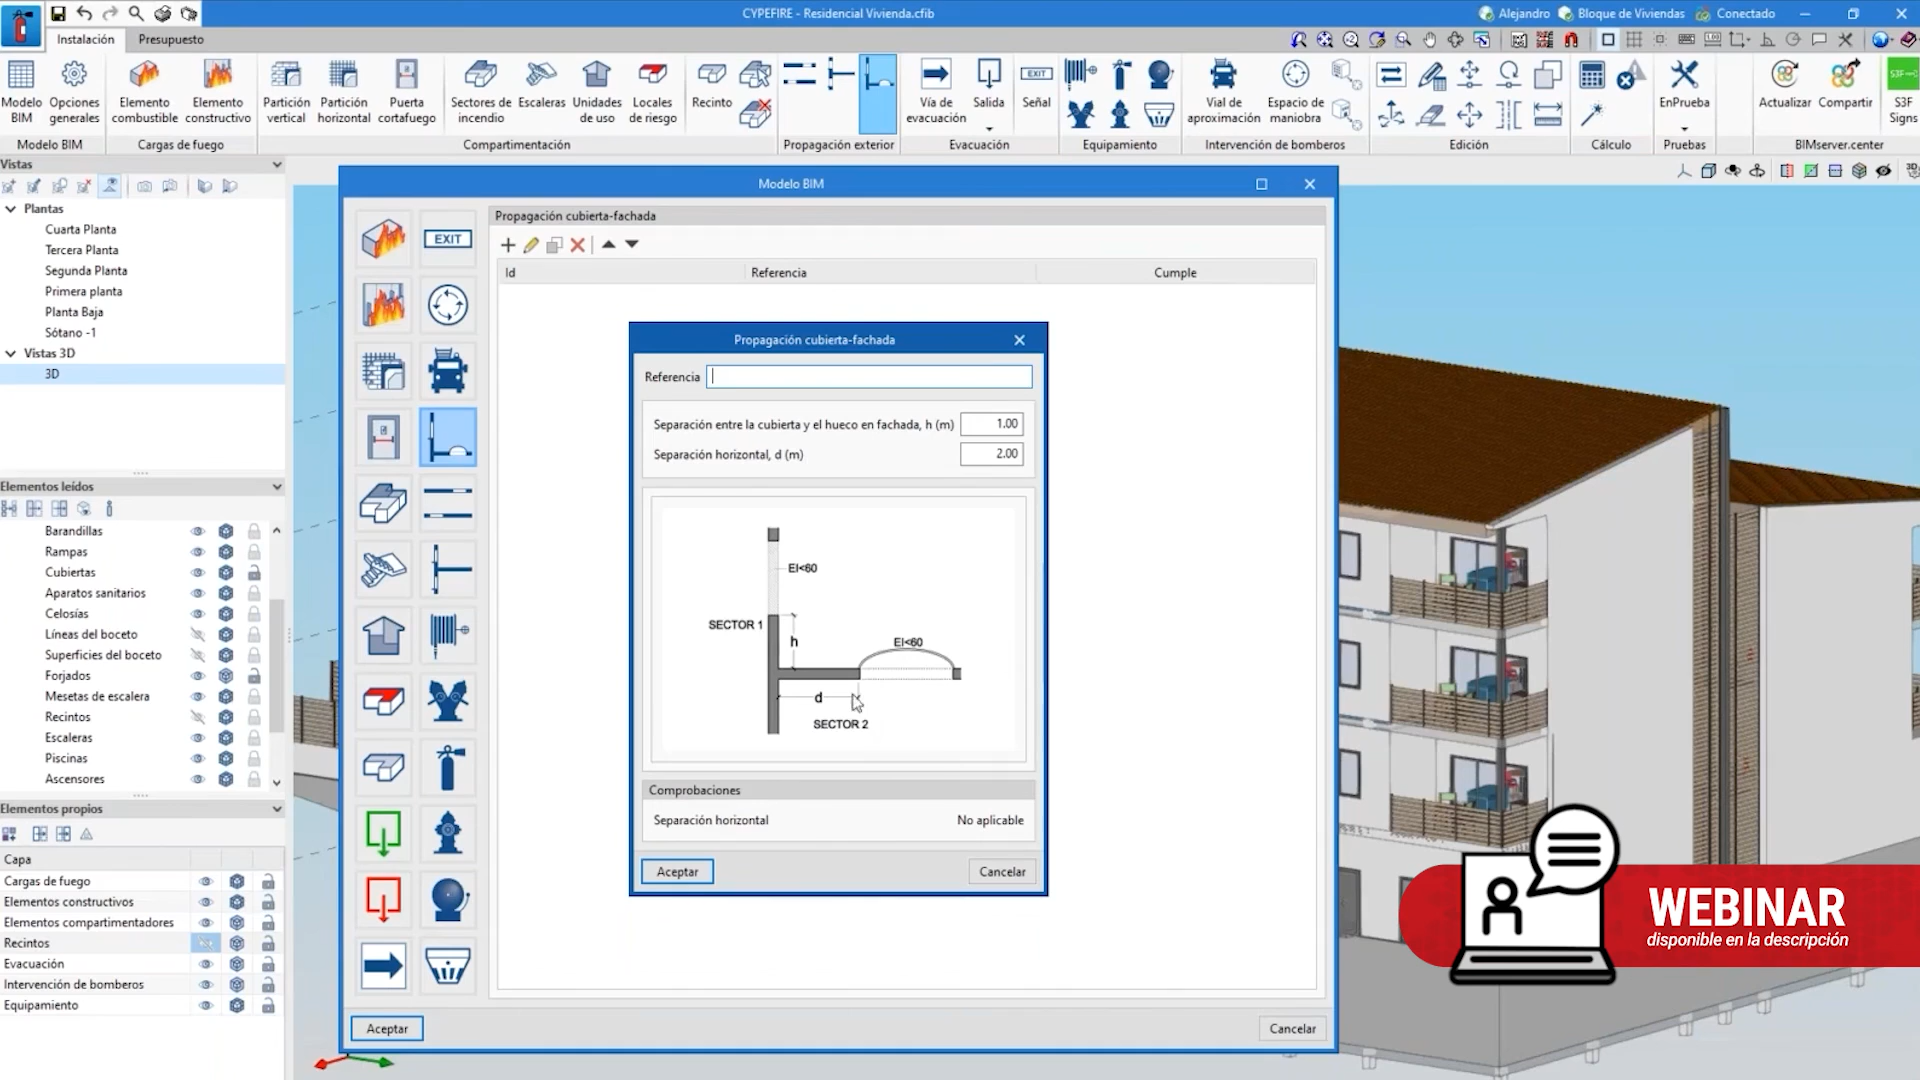 CYPEFIRE - Residencial Vivienda.cfib
Alejandro
Bloque de Viviendas
Conectado
Instalación
Presupuesto
Modelo BIM
Opciones generales
Modelo BIM
Elemento combustible
Elemento constructivo
Cargas de fuego
Partición vertical
Partición horizontal
Puerta cortafuego
Sectores de incendio
Escaleras
Unidades de uso
Locales de riesgo
Recinto
Compartimentación
Propagación exterior
Vía de evacuación
Salida
EXIT
Señal
Evacuación
Equipamiento
Vial de aproximación
Espacio de maniobra
Intervención de bomberos
Edición
Cálculo
EnPrueba
Pruebas
Actualizar
Compartir
S3F
S3F Signs
BIMserver.center
Vistas
Plantas
Cuarta Planta
Tercera Planta
Segunda Planta
Primera planta
Planta Baja
Sótano -1
Vistas 3D
3D
Elementos leídos
Barandillas
Rampas
Cubiertas
Aparatos sanitarios
Celosías
Líneas del boceto
Superficies del boceto
Forjados
Mesetas de escalera
Recintos
Escaleras
Piscinas
Ascensores
Elementos propios
Capa
Cargas de fuego
Elementos constructivos
Elementos compartimentadores
Recintos
Evacuación
Intervención de bomberos
Equipamiento
Modelo BIM
EXIT
Propagación cubierta-fachada
Id
Referencia
Cumple
Propagación cubierta-fachada
Referencia
Separación entre la cubierta y el hueco en fachada, h (m)
1.00
Separación horizontal, d (m)
2.00
EI<60
SECTOR 1
h
EI<60
d
SECTOR 2
Comprobaciones
Separación horizontal
No aplicable
Aceptar
Cancelar
Aceptar
Cancelar
WEBINAR
disponible en la descripción